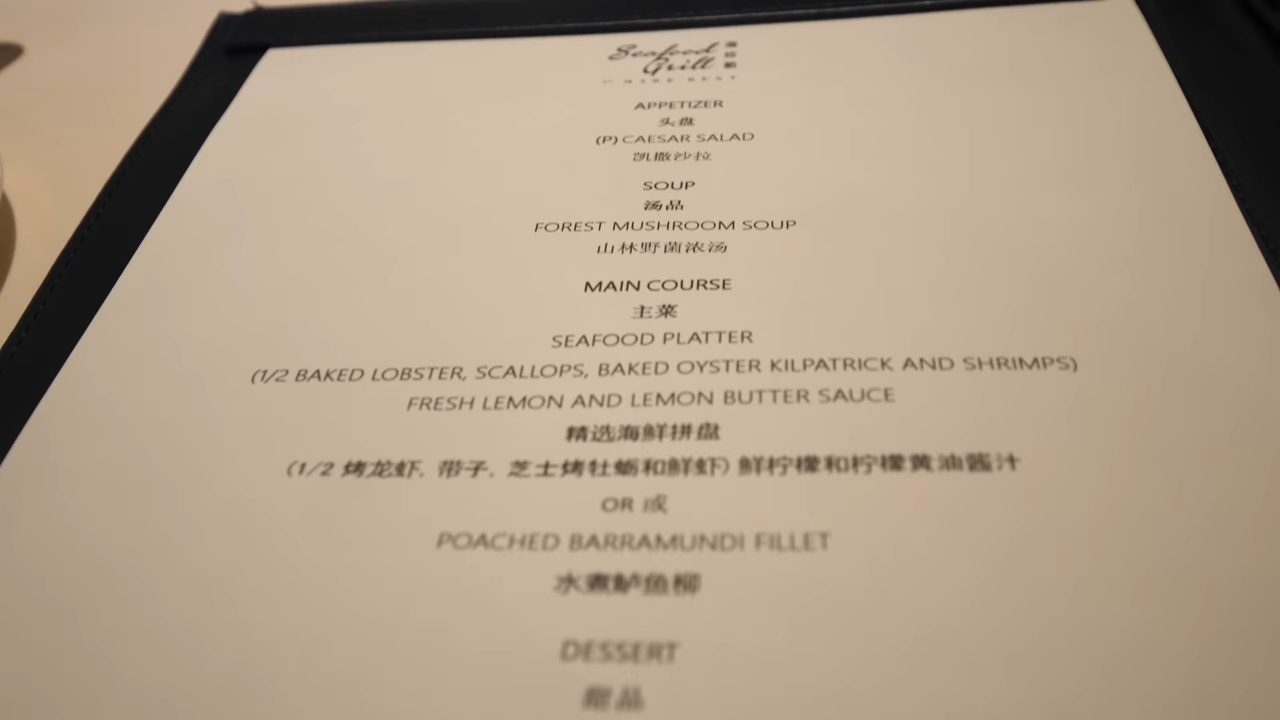 Seafood
Grill
APPETIZER
头盘
(P) CAESAR SALAD
凯撒沙拉
SOUP
汤品
FOREST MUSHROOM SOUP
山林野菌浓汤
MAIN COURSE
主菜
SEAFOOD PLATTER
(1/2 BAKED LOBSTER, SCALLOPS, BAKED OYSTER KILPATRICK AND SHRIMPS)
FRESH LEMON AND LEMON BUTTER SAUCE
精选海鲜拼盘
(1/2 烤龙虾, 带子, 芝士烤牡蛎和鲜虾) 鲜柠檬和柠檬黄油酱汁
OR 或
POACHED BARRAMUNDI FILLET
水煮鲈鱼柳
DESSERT
甜品